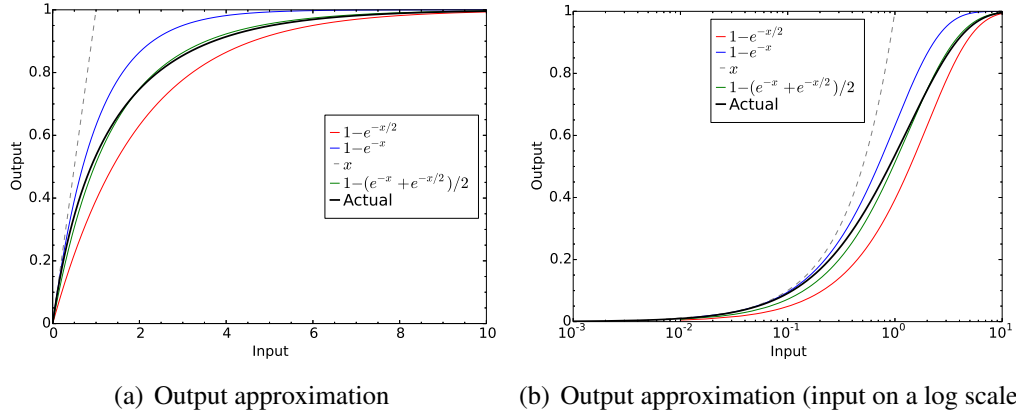 1
0.8
0.6
0.4
0.2
0
Output
0 2 4 6 8 10
Input
1−e^{−x/2}
1−e^{−x}
x
1−(e^{−x}+e^{−x/2})/2
Actual
(a) Output approximation
1
0.8
0.6
0.4
0.2
0
Output
10^{-3} 10^{-2} 10^{-1} 10^{0} 10^{1}
Input
1−e^{−x/2}
1−e^{−x}
x
1−(e^{−x}+e^{−x/2})/2
Actual
(b) Output approximation (input on a log scale